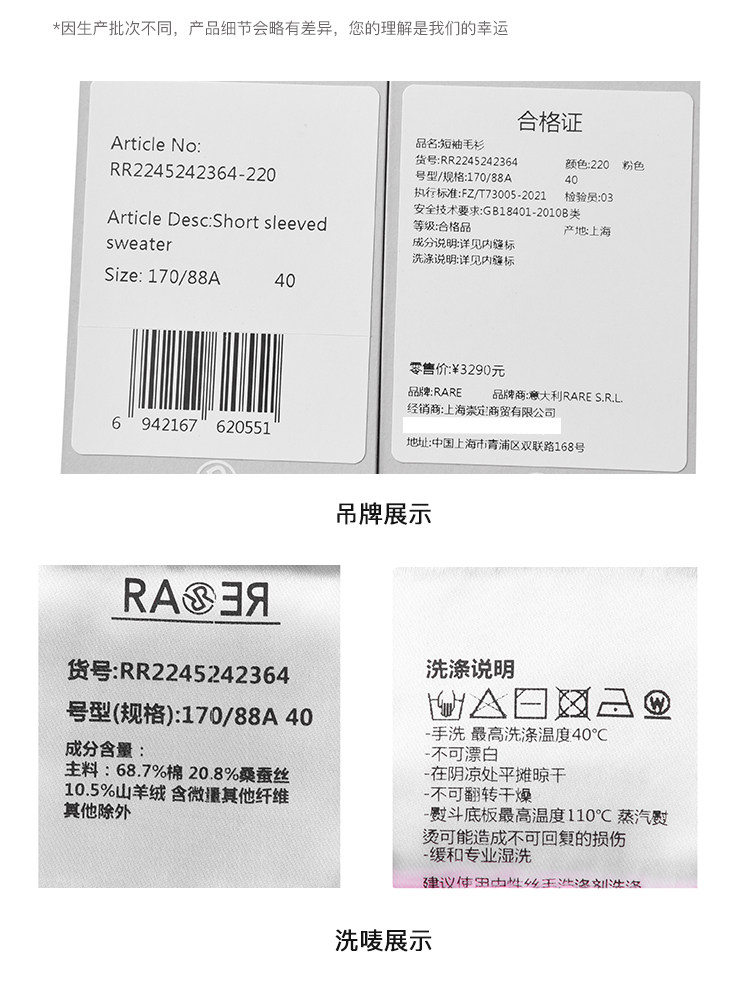 *因生产批次不同，产品细节会略有差异，您的理解是我们的幸运
Article No:
RR2245242364-220
Article Desc:Short sleeved
sweater
Size: 170/88A 40
6 942167 620551
合格证
品名:短袖毛衫
货号:RR2245242364 颜色:220 粉色
号型/规格:170/88A 40
执行标准:FZ/T73005-2021 检验员:03
安全技术要求:GB18401-2010B类
等级:合格品 产地:上海
成分说明:详见内缝标
洗涤说明:详见内缝标
零售价:¥3290元
品牌:RARE 品牌商:意大利RARE S.R.L.
经销商:上海崇定商贸有限公司
地址:中国上海市青浦区双联路168号
吊牌展示
货号:RR2245242364
号型(规格):170/88A 40
成分含量：
主料：68.7%棉 20.8%桑蚕丝
10.5%山羊绒 含微量其他纤维
其他除外
洗涤说明
W
-手洗 最高洗涤温度40℃
-不可漂白
-在阴凉处平摊晾干
-不可翻转干燥
-熨斗底板最高温度110℃ 蒸汽熨
烫可能造成不可回复的损伤
-缓和专业湿洗
建议使用中性丝毛洗涤剂洗涤
洗唛展示